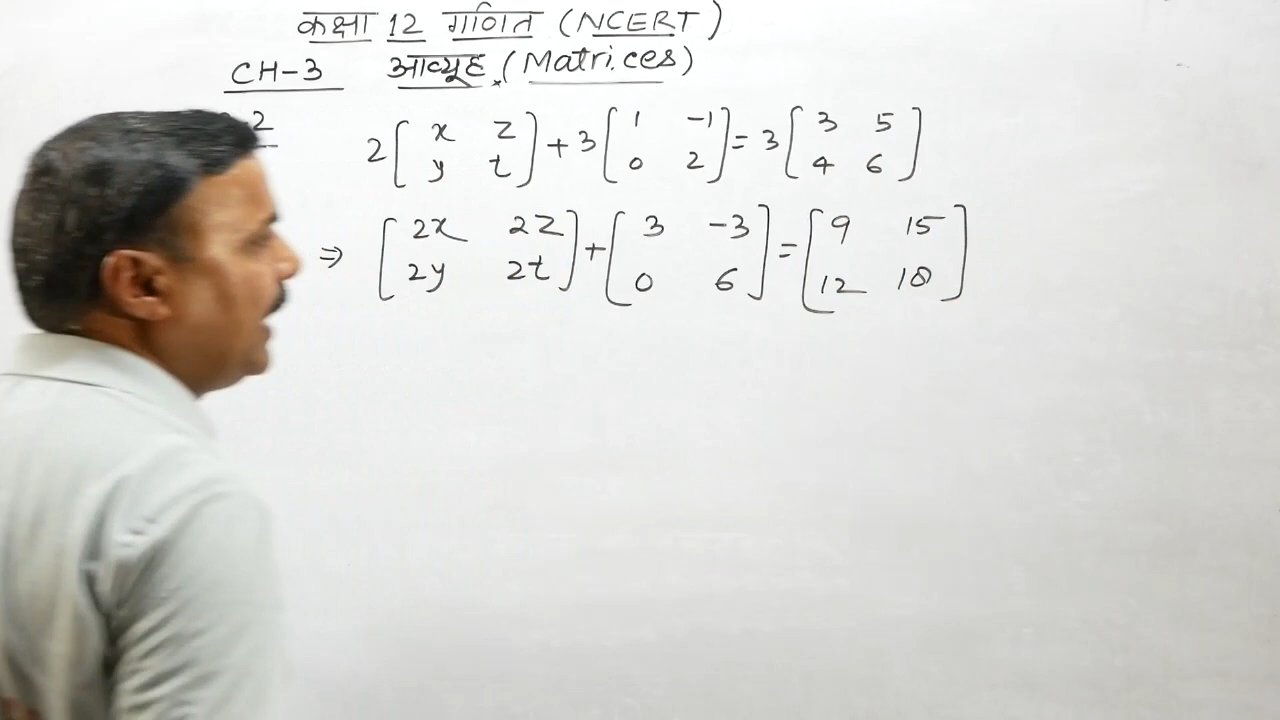 कक्षा 12 गणित (NCERT)
CH-3 आव्यूह (Matrices)
2
2 [ x z ] + 3 [ 1 -1 ] = 3 [ 3 5 ]
[ y t ] [ 0 2 ] [ 4 6 ]
⇒ [ 2x 2z ] + [ 3 -3 ] = [ 9 15 ]
[ 2y 2t ] [ 0 6 ] [ 12 18 ]